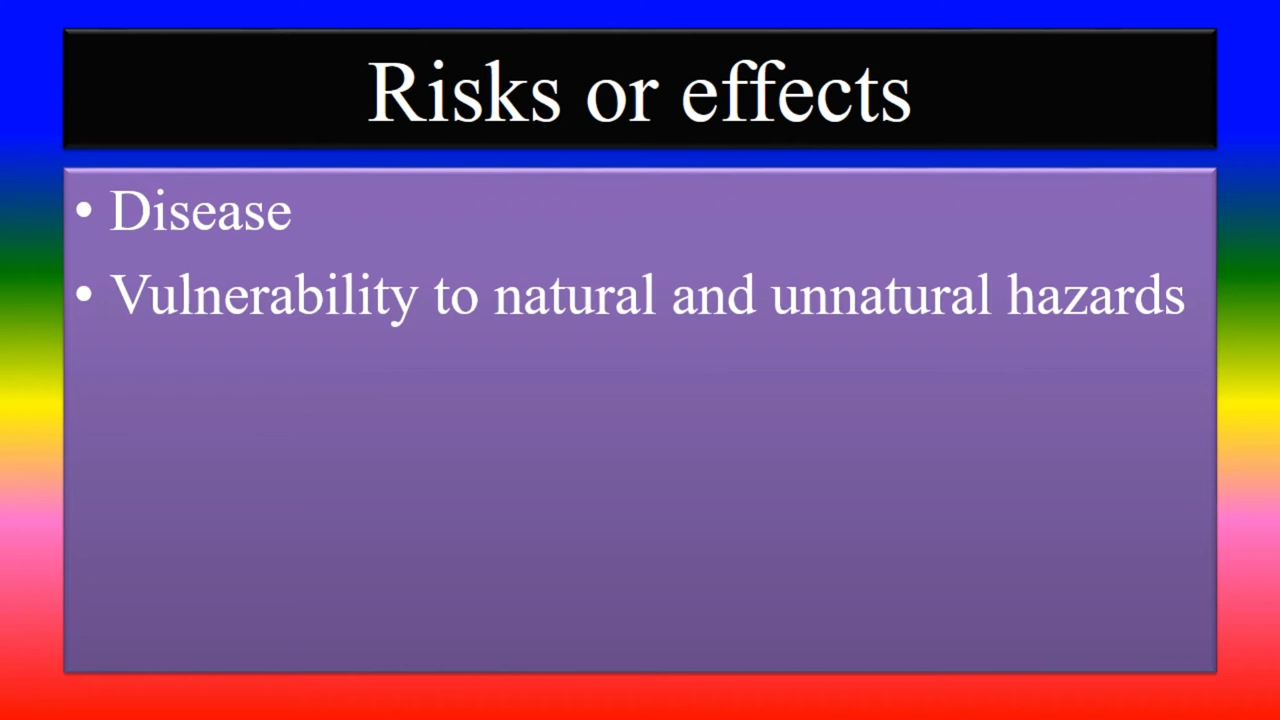 Risks or effects
• Disease
• Vulnerability to natural and unnatural hazards